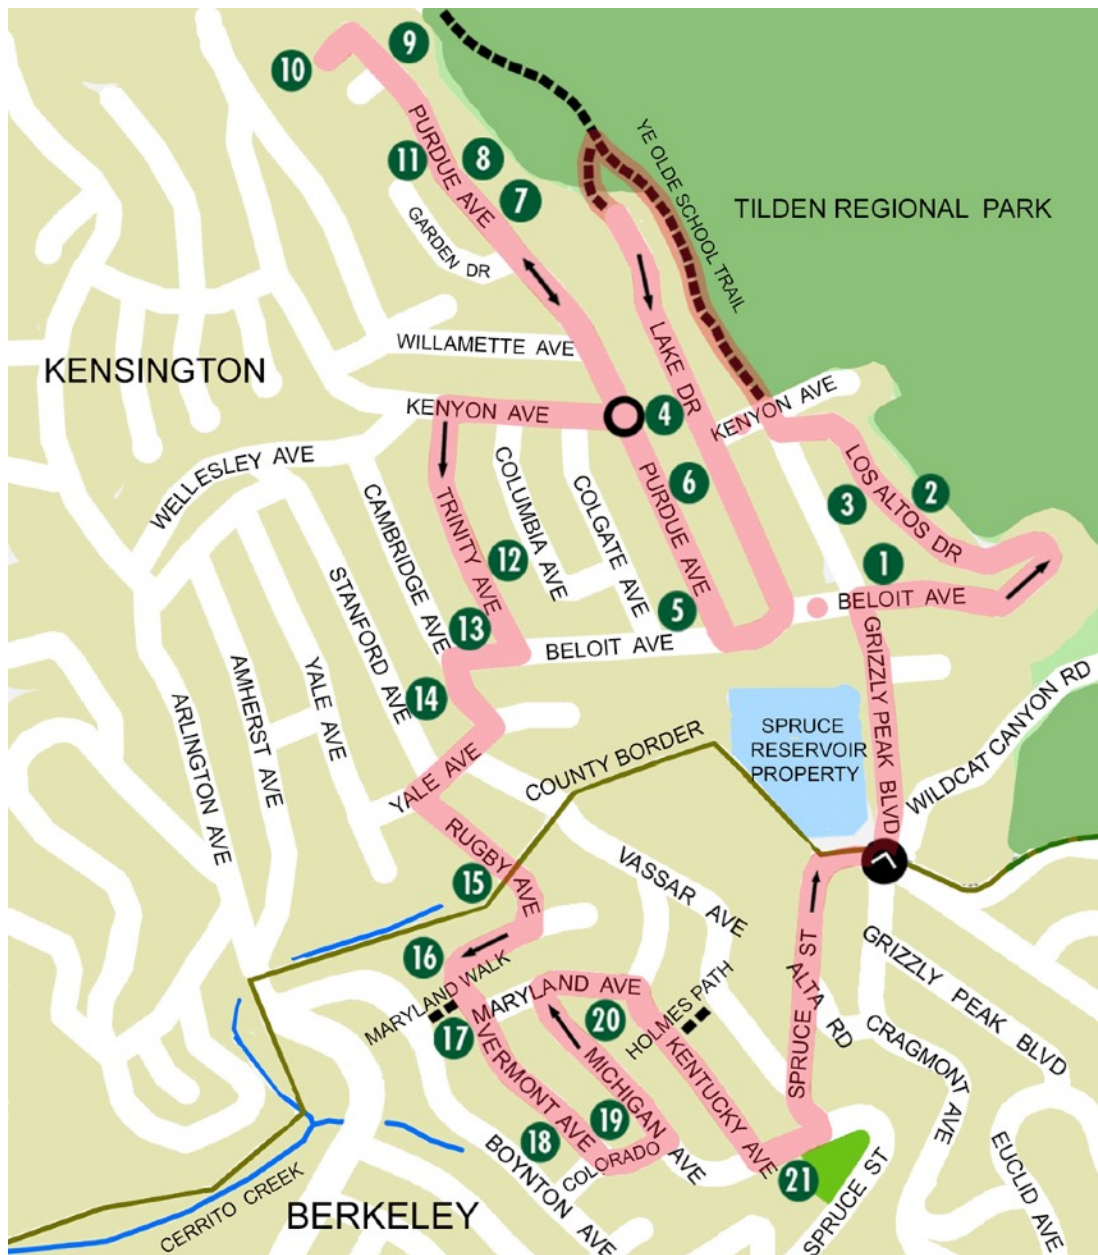 9
10
PURDUE AVE
11
8
7
YE OLDE SCHOOL TRAIL
TILDEN REGIONAL PARK
GARDEN DR
WILLAMETTE AVE
LAKE DR
KENSINGTON
KENYON AVE
4
KENYON AVE
WELLESLEY AVE
COLUMBIA AVE
COLGATE AVE
PURDUE AVE
6
LOS ALTOS DR
2
3
CAMBRIDGE AVE
TRINITY AVE
12
1
STANFORD AVE
5
BELOIT AVE
13
BELOIT AVE
GRIZZLY PEAK BLVD
14
YALE AVE
AMHERST AVE
ARLINGTON AVE
SPRUCE
RESERVOIR
PROPERTY
WILDCAT CANYON RD
COUNTY BORDER
YALE AVE
RUGBY AVE
15
VASSAR AVE
16
MARYLAND WALK
MARYLAND AVE
17
20
HOLMES PATH
SPRUCE ST
ALTA RD
GRIZZLY PEAK BLVD
CRAGMONT AVE
VERMONT AVE
MICHIGAN AVE
KENTUCKY AVE
19
18
COLORADO
BOYNTON AVE
21
SPRUCE ST
EUCLID AVE
CERRITO CREEK
BERKELEY